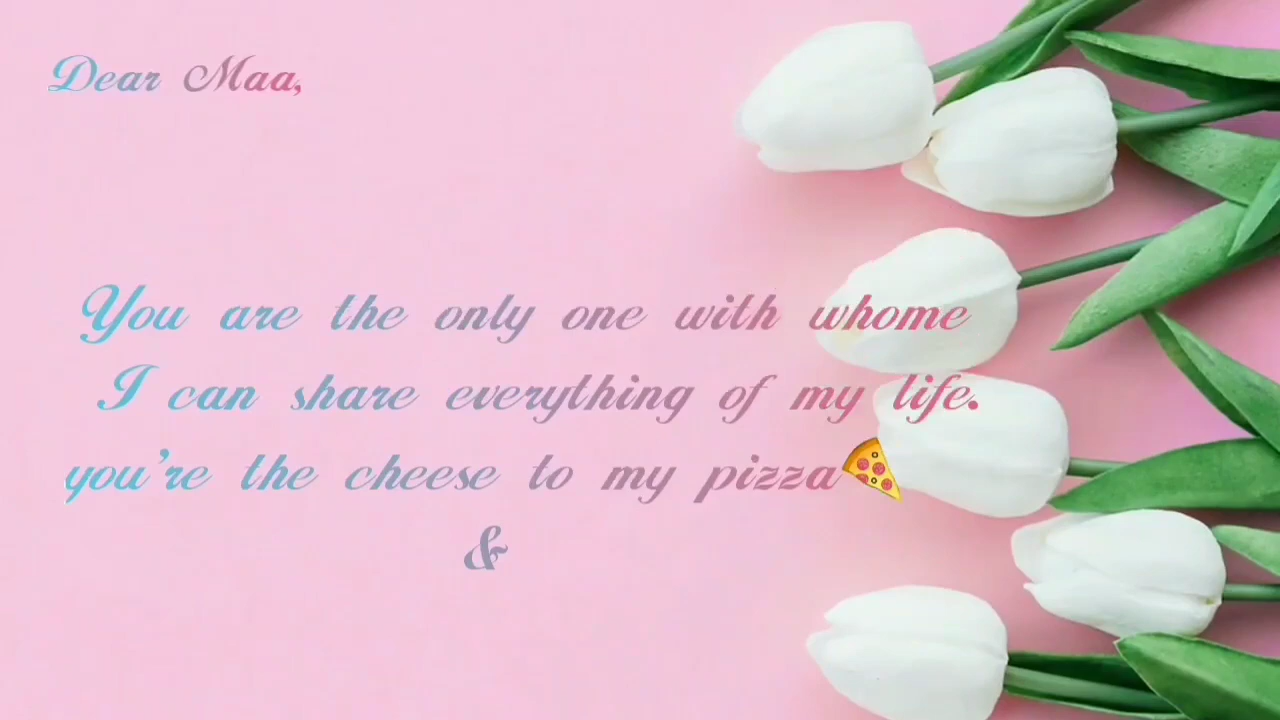 Dear Maa,
You are the only one with whome
I can share everything of my life.
you're the cheese to my pizza🍕
&